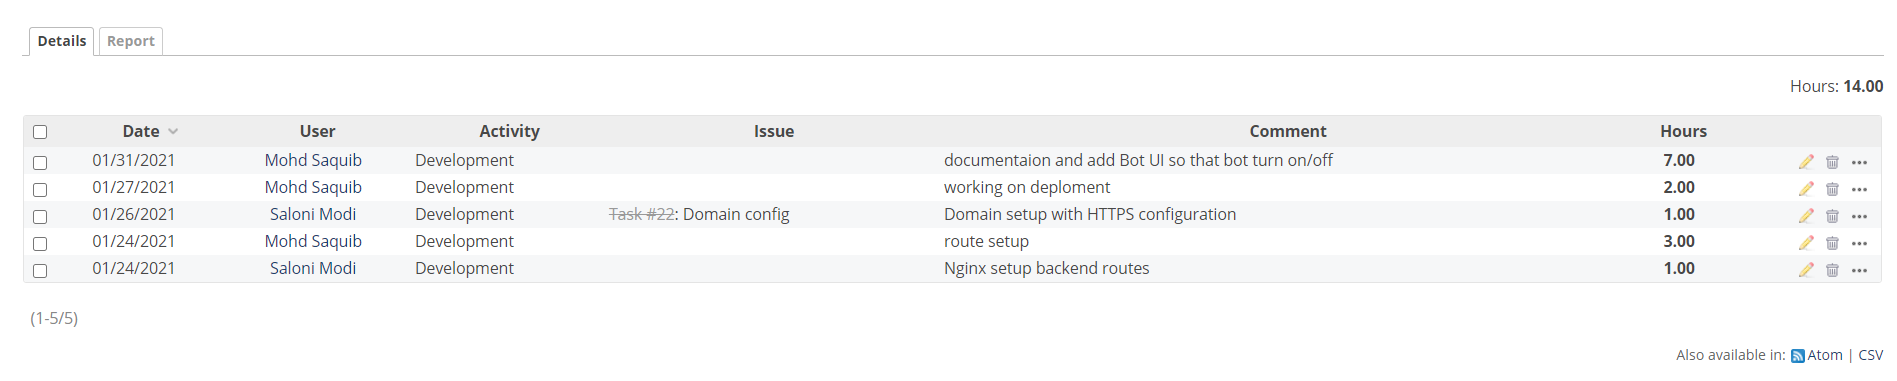 Details Report
Hours: 14.00
Date User Activity Issue Comment Hours
01/31/2021 Mohd Saquib Development documentaion and add Bot UI so that bot turn on/off 7.00
01/27/2021 Mohd Saquib Development working on deploment 2.00
01/26/2021 Saloni Modi Development Task #22: Domain config Domain setup with HTTPS configuration 1.00
01/24/2021 Mohd Saquib Development route setup 3.00
01/24/2021 Saloni Modi Development Nginx setup backend routes 1.00
(1-5/5)
Also available in: Atom | CSV